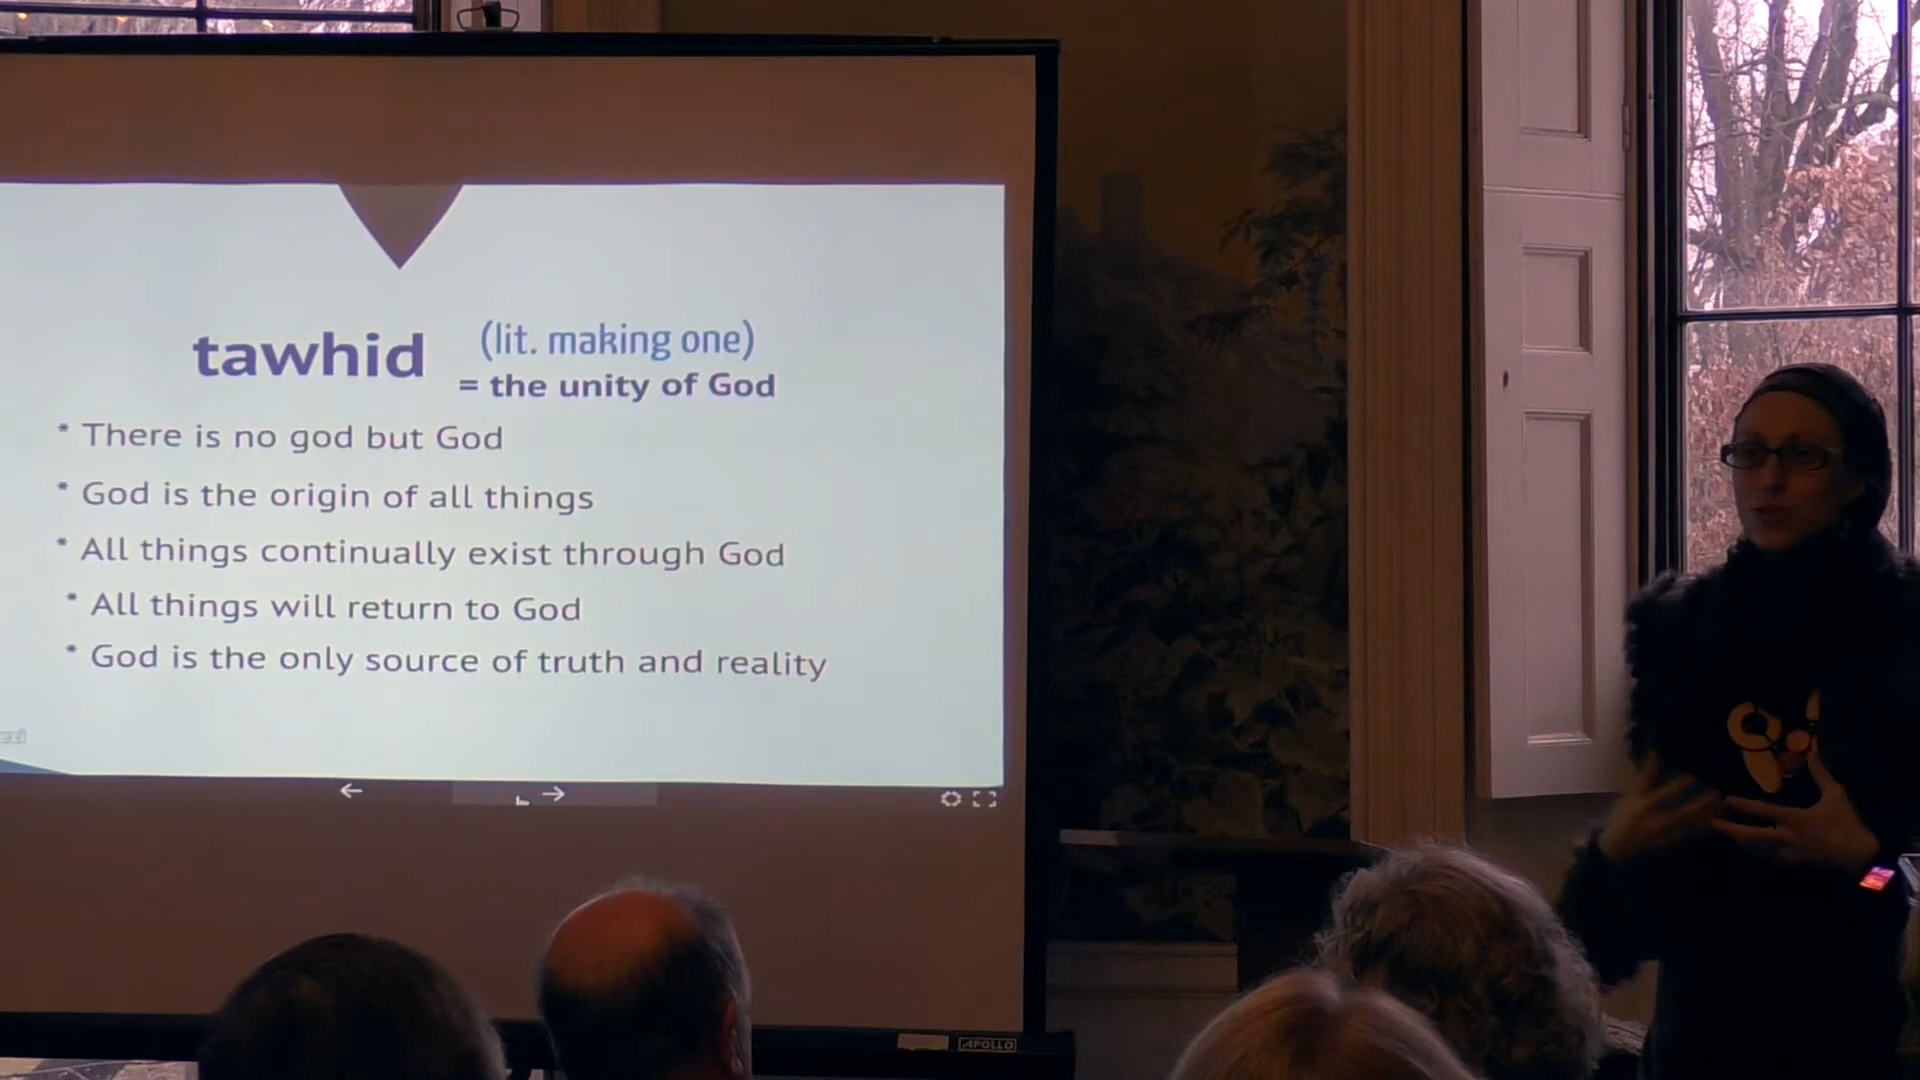 tawhid (lit. making one)
= the unity of God
* There is no god but God
* God is the origin of all things
* All things continually exist through God
* All things will return to God
* God is the only source of truth and reality
APOLLO